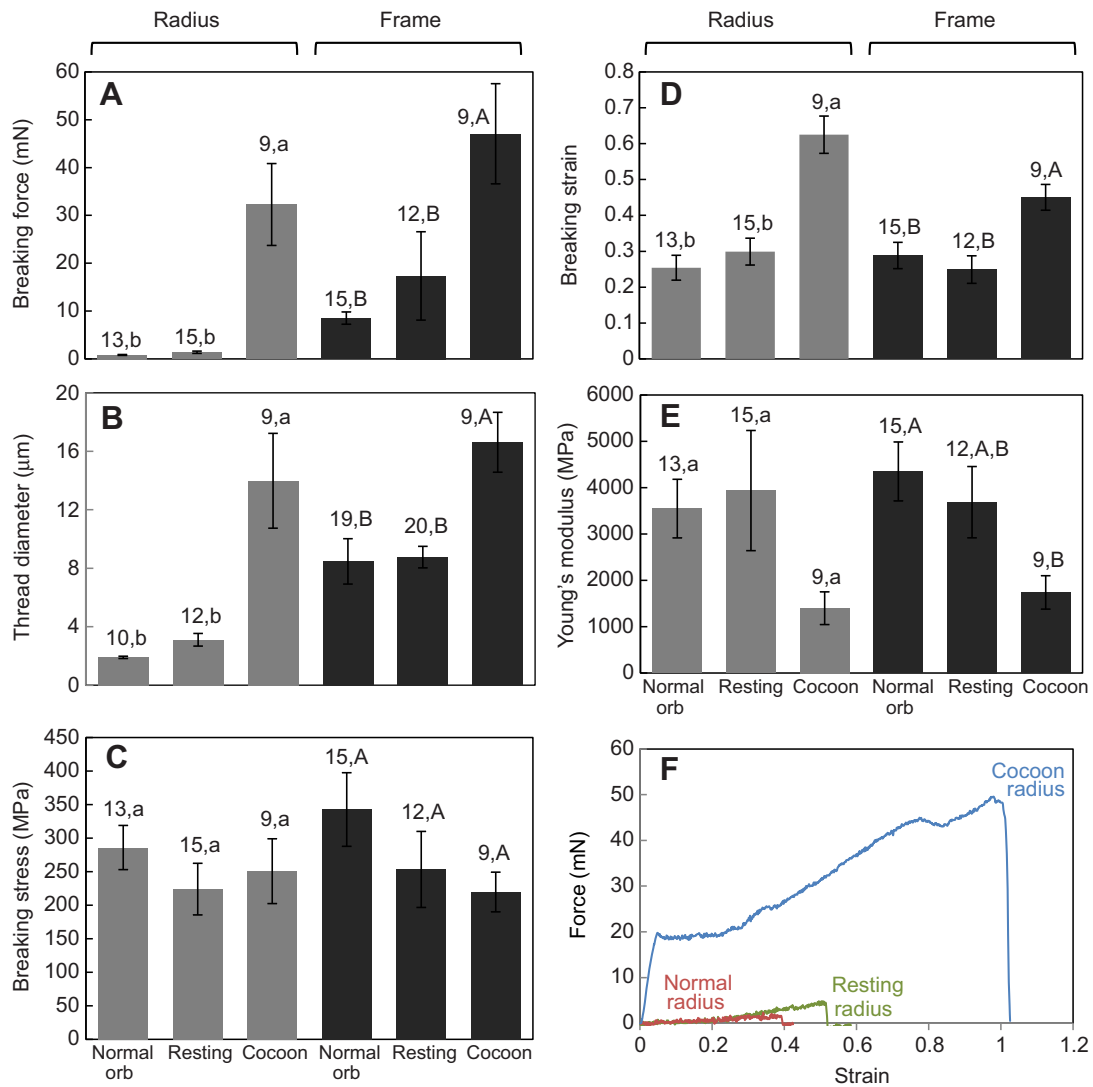 Radius Frame
A
Breaking force (mN)
60
50
40
30
20
10
0
13,b 15,b 9,a 15,B 12,B 9,A
B
Thread diameter (μm)
20
16
12
8
4
0
10,b 12,b 9,a 19,B 20,B 9,A
C
Breaking stress (MPa)
450
400
350
300
250
200
150
100
50
0
13,a 15,a 9,a 15,A 12,A 9,A
Normal Resting Cocoon Normal Resting Cocoon
orb orb
Radius Frame
D
Breaking strain
0.8
0.7
0.6
0.5
0.4
0.3
0.2
0.1
0
13,b 15,b 9,a 15,B 12,B 9,A
E
Young's modulus (MPa)
6000
5000
4000
3000
2000
1000
0
13,a 15,a 9,a 15,A 12,A,B 9,B
Normal Resting Cocoon Normal Resting Cocoon
orb orb
F
Force (mN)
60
50
40
30
20
10
0
Cocoon
radius
Normal
radius
Resting
radius
0 0.2 0.4 0.6 0.8 1 1.2
Strain